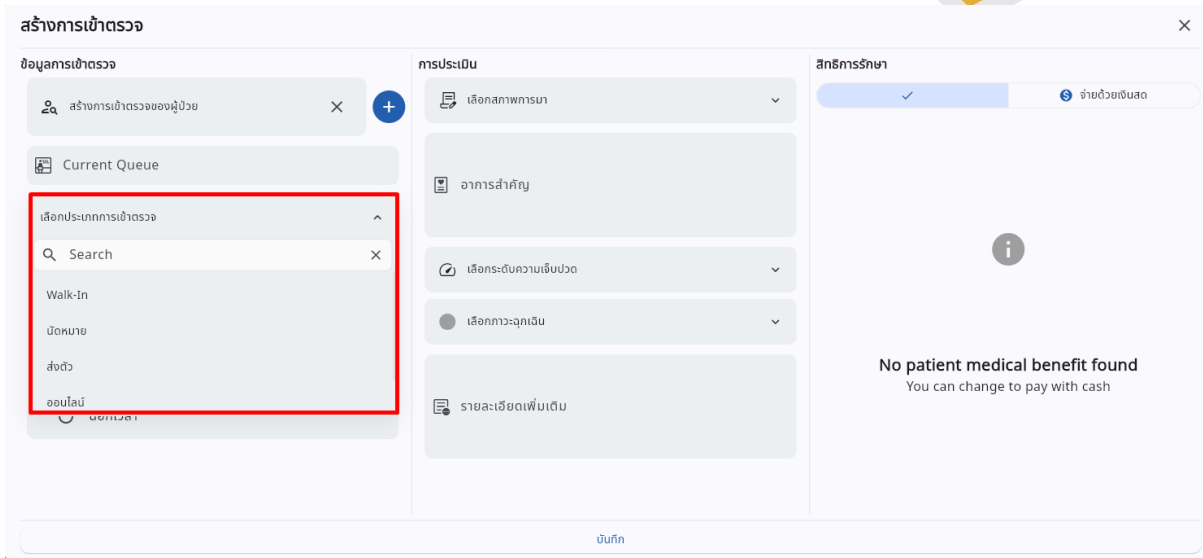 สร้างการเข้าตรวจ
ข้อมูลการเข้าตรวจ
สร้างการเข้าตรวจของผู้ป่วย
Current Queue
เลือกประเภทการเข้าตรวจ
Search
Walk-In
นัดหมาย
ส่งตัว
ออนไลน์
นอกเวลา
การประเมิน
เลือกสภาพการมา
อาการสำคัญ
เลือกระดับความเจ็บปวด
เลือกภาวะฉุกเฉิน
รายละเอียดเพิ่มเติม
สิทธิการรักษา
จ่ายด้วยเงินสด
No patient medical benefit found
You can change to pay with cash
บันทึก